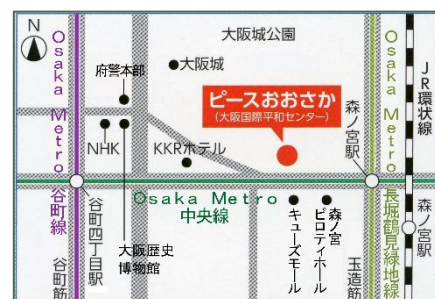 N
大阪城公園
Osaka Metro
谷町線
府警本部
大阪城
ピースおおさか
(大阪国際平和センター)
森ノ宮駅
Osaka Metro
長堀鶴見緑地線
JR環状線
NHK
KKRホテル
Osaka Metro
中央線
谷町四丁目駅
谷町筋
大阪歴史
博物館
キューズモール
森ノ宮
ピロティホール
玉造筋
森ノ宮駅